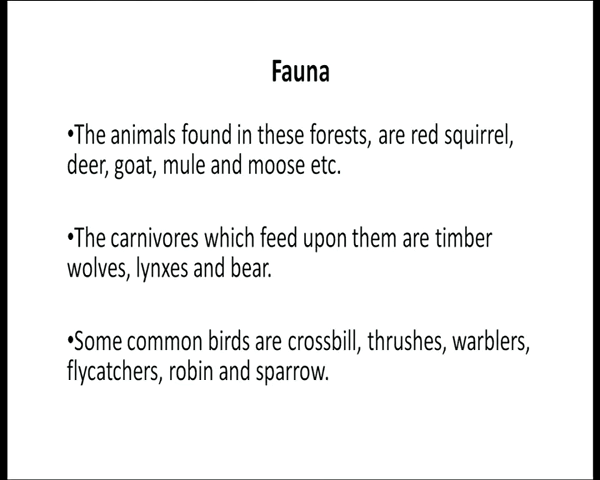 Fauna
•The animals found in these forests, are red squirrel,
deer, goat, mule and moose etc.
•The carnivores which feed upon them are timber
wolves, lynxes and bear.
•Some common birds are crossbill, thrushes, warblers,
flycatchers, robin and sparrow.